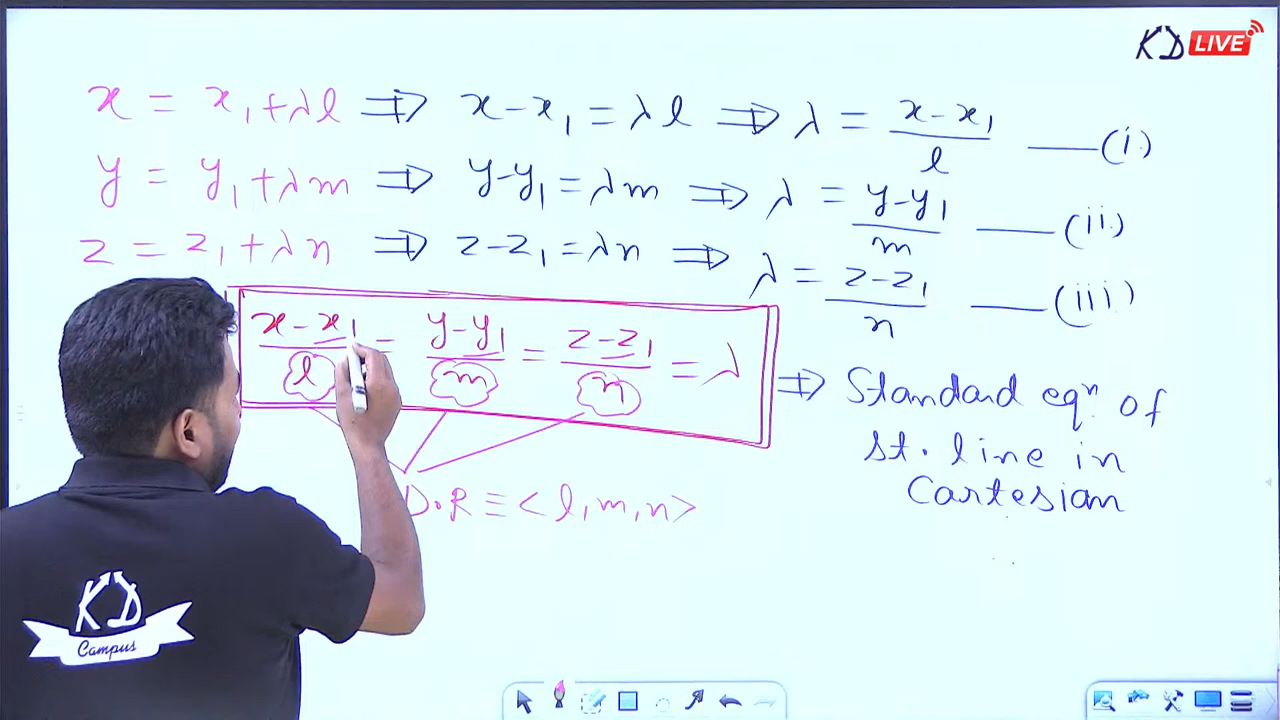 KD LIVE
x = x₁+λl ⇒ x-x₁ = λl ⇒ λ = (x-x₁)/l —(i.)
y = y₁+λm ⇒ y-y₁ = λm ⇒ λ = (y-y₁)/m —(ii.)
z = z₁+λn ⇒ z-z₁ = λn ⇒ λ = (z-z₁)/n —(iii)
(x-x₁)/l = (y-y₁)/m = (z-z₁)/n = λ ⇒ Standard eqⁿ. of
st. line in
Cartesian
D.R ≡ <l,m,n>
KD
Campus